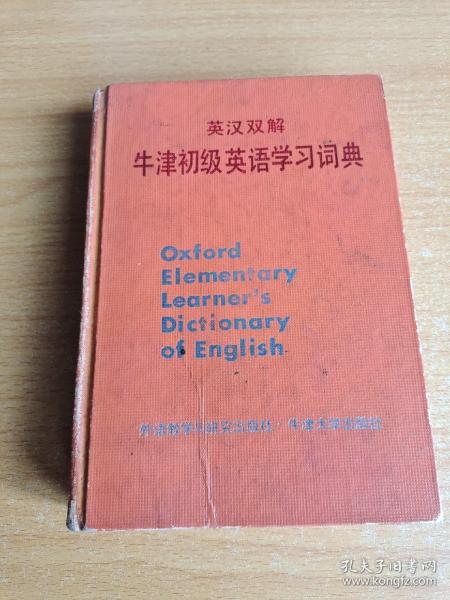 英汉双解
牛津初级英语学习词典
Oxford
Elementary
Learner's
Dictionary
of English
外语教学与研究出版社·牛津大学出版社
孔夫子旧书网
www.kongfz.com